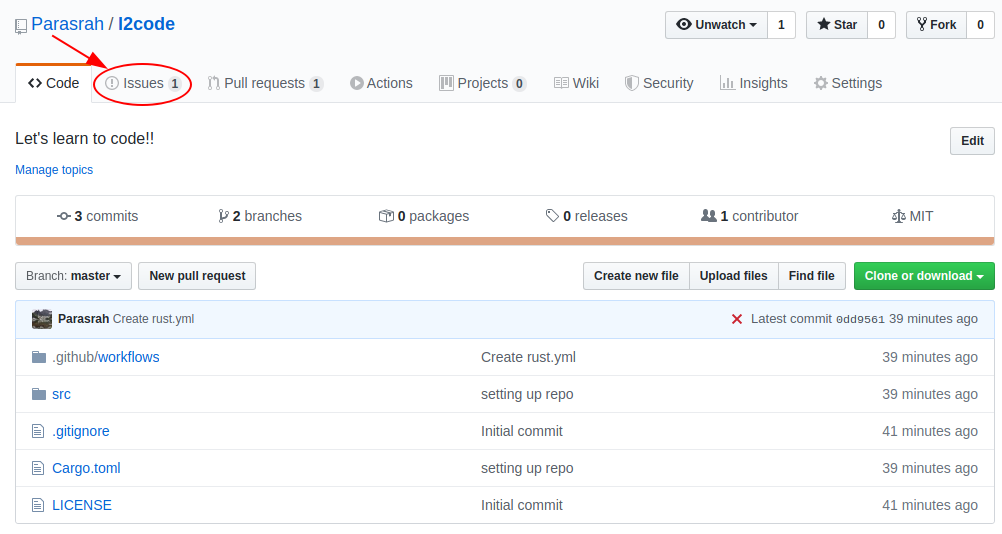 Parasrah / l2code Unwatch 1 Star 0 Fork 0
Code Issues 1 Pull requests 1 Actions Projects 0 Wiki Security Insights Settings
Let's learn to code!!
Edit
Manage topics
3 commits 2 branches 0 packages 0 releases 1 contributor MIT
Branch: master New pull request Create new file Upload files Find file Clone or download
Parasrah Create rust.yml Latest commit 0dd9561 39 minutes ago
.github/workflows Create rust.yml 39 minutes ago
src setting up repo 39 minutes ago
.gitignore Initial commit 41 minutes ago
Cargo.toml setting up repo 39 minutes ago
LICENSE Initial commit 41 minutes ago